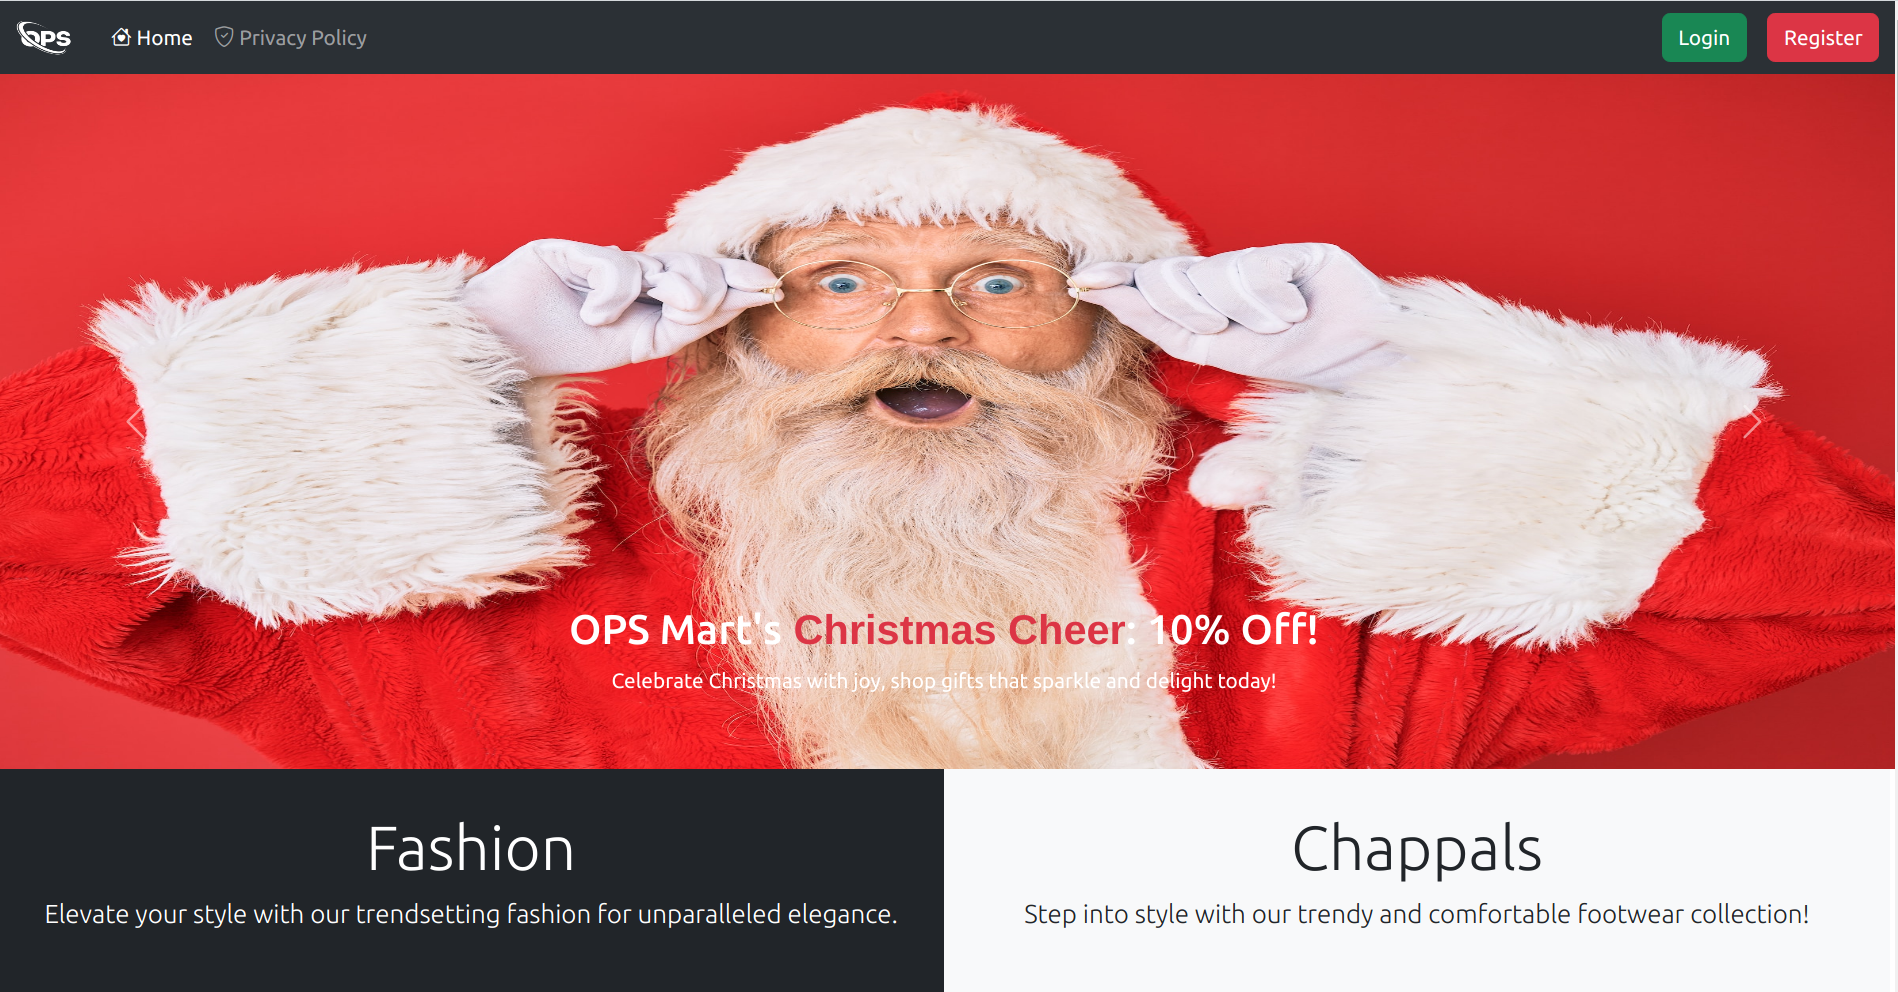 OPS
Home
Privacy Policy
Login
Register
OPS Mart's Christmas Cheer: 10% Off!
Celebrate Christmas with joy, shop gifts that sparkle and delight today!
Fashion
Elevate your style with our trendsetting fashion for unparalleled elegance.
Chappals
Step into style with our trendy and comfortable footwear collection!